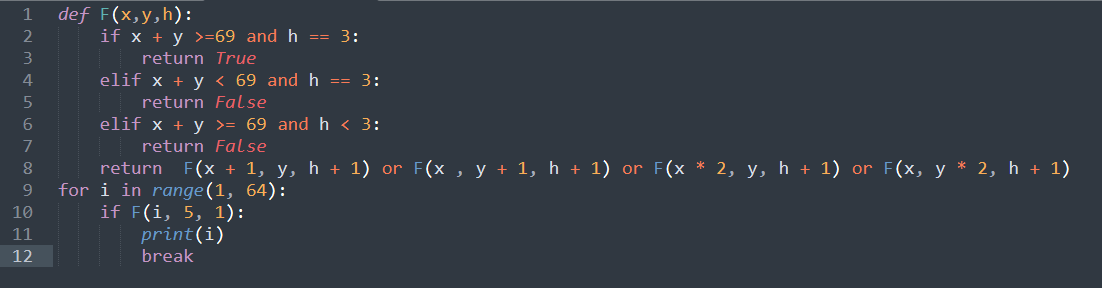 1 def F(x,y,h):
2     if x + y >=69 and h == 3:
3         return True
4     elif x + y < 69 and h == 3:
5         return False
6     elif x + y >= 69 and h < 3:
7         return False
8     return  F(x + 1, y, h + 1) or F(x , y + 1, h + 1) or F(x * 2, y, h + 1) or F(x, y * 2, h + 1)
9 for i in range(1, 64):
10     if F(i, 5, 1):
11         print(i)
12         break